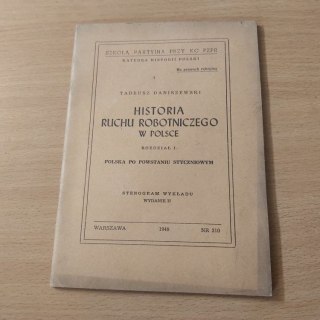 SZKOŁA PARTYJNA PRZY KC PZPR
KATEDRA HISTORII POLSKI
Na prawach rękopisu
TADEUSZ DANISZEWSKI
HISTORIA
RUCHU ROBOTNICZEGO
W POLSCE
ROZDZIAŁ I.
POLSKA PO POWSTANIU STYCZNIOWYM
STENOGRAM WYKŁADU
WYDANIE II
WARSZAWA 1949 NR 210